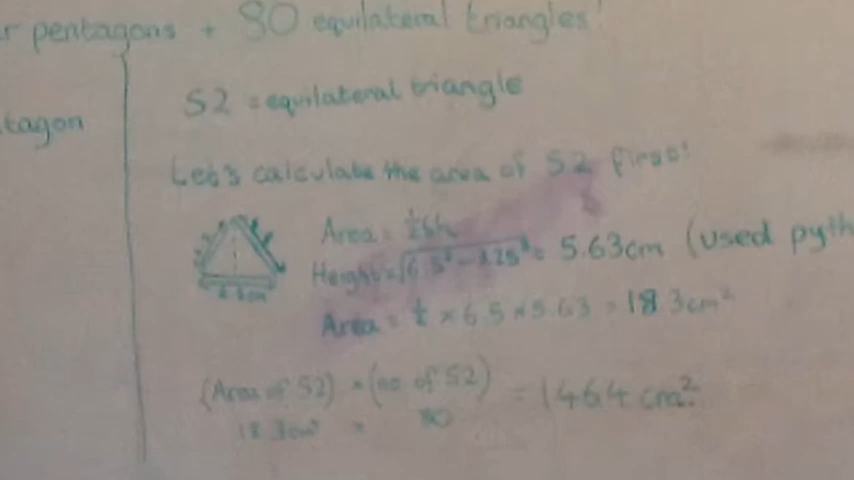 r pentagons + 80 equilateral triangles!
S2 = equilateral triangle
tagon
Let's calculate the area of S2 first!
Area = ½bh
Height = √6.5² - 3.25² = 5.63cm (used pyth
6.5cm
Area = ½ × 6.5 × 5.63 = 18.3cm²
(Area of S2) × (no of S2) = 1464 cm².
18.3cm² × 80